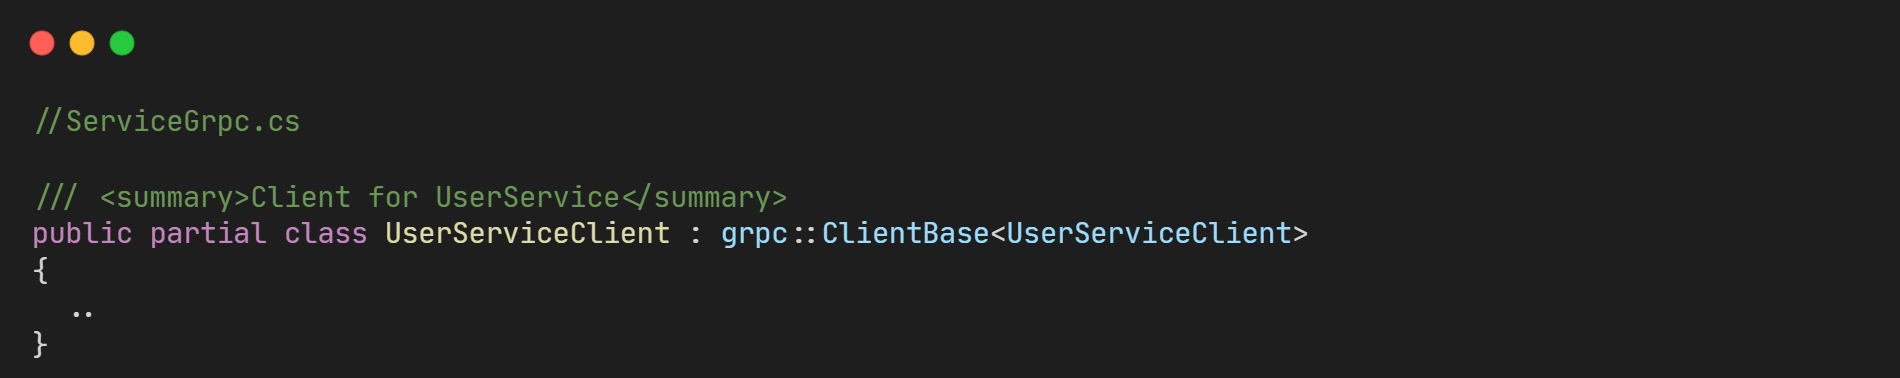 //ServiceGrpc.cs
/// <summary>Client for UserService</summary>
public partial class UserServiceClient : grpc::ClientBase<UserServiceClient>
{
..
}